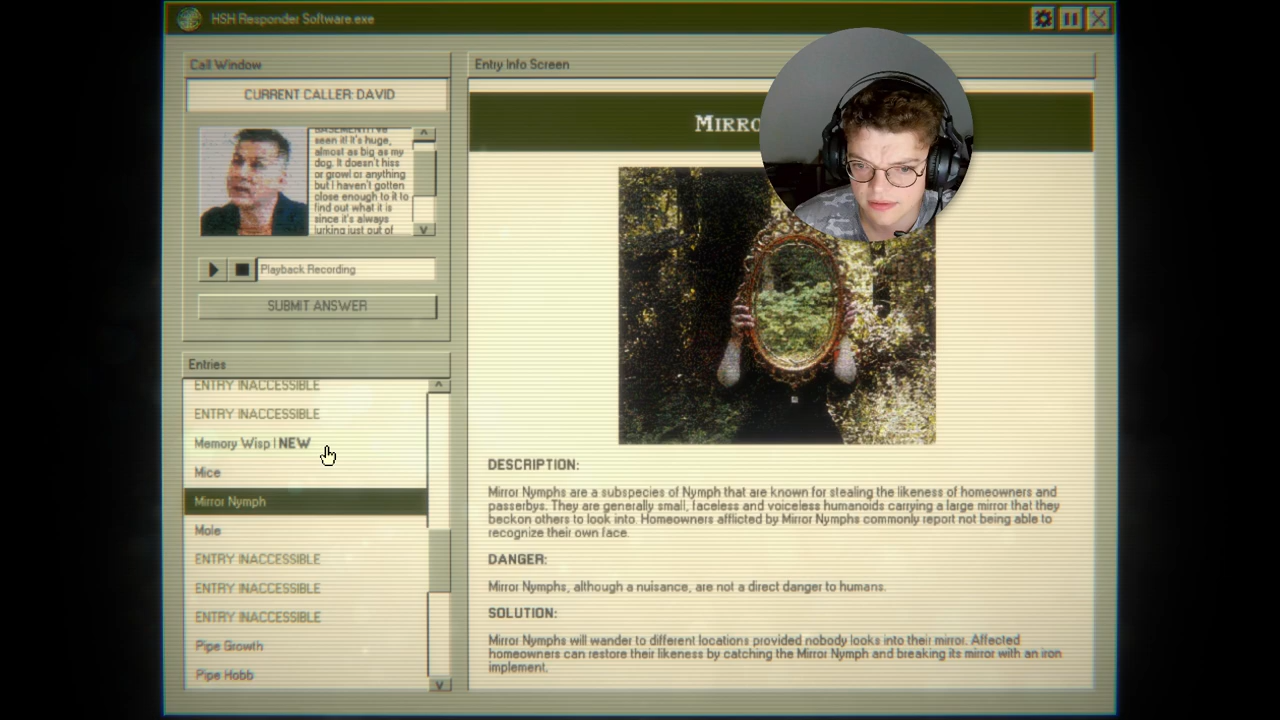 HSH Responder Software.exe
Call Window
Entry Info Screen
CURRENT CALLER: DAVID
BASEMENT! I've
seen it! it's huge,
almost as big as my
dog. It doesn't hiss
or growl or anything
but I haven't gotten
close enough to it to
find out what it is
since it's always
lurking just out of
Playback Recording
SUBMIT ANSWER
Entries
ENTRY INACCESSIBLE
ENTRY INACCESSIBLE
Memory Wisp | NEW
Mice
Mirror Nymph
Mole
ENTRY INACCESSIBLE
ENTRY INACCESSIBLE
ENTRY INACCESSIBLE
Pipe Growth
Pipe Hobb
DESCRIPTION:
Mirror Nymphs are a subspecies of Nymph that are known for stealing the likeness of homeowners and
passerbys. They are generally small, faceless and voiceless humanoids carrying a large mirror that they
beckon others to look into. Homeowners afflicted by Mirror Nymphs commonly report not being able to
recognize their own face.
DANGER:
Mirror Nymphs, although a nuisance, are not a direct danger to humans.
SOLUTION:
Mirror Nymphs will wander to different locations provided nobody looks into their mirror. Affected
homeowners can restore their likeness by catching the Mirror Nymph and breaking its mirror with an iron
implement.